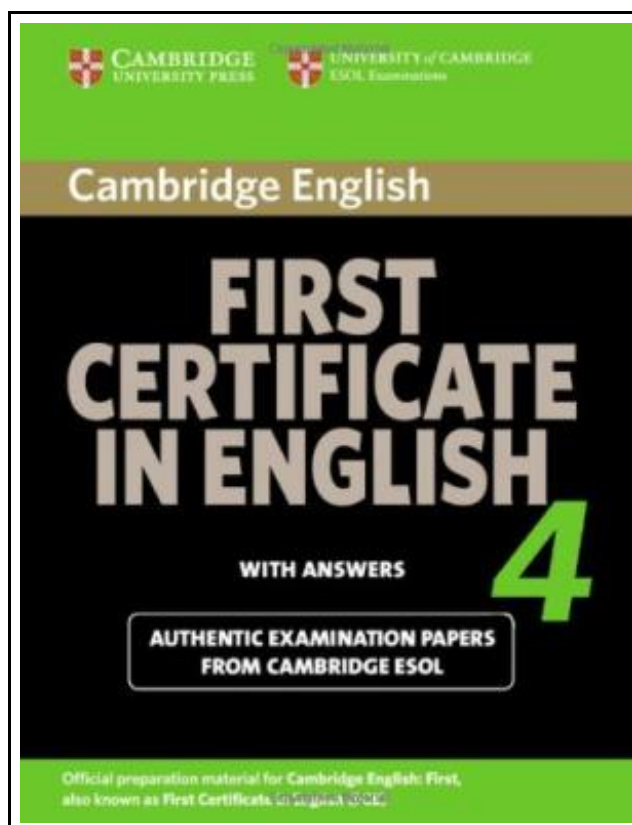 CAMBRIDGE
UNIVERSITY PRESS
UNIVERSITY of CAMBRIDGE
ESOL Examinations
Cambridge English
FIRST
CERTIFICATE
IN ENGLISH
4
WITH ANSWERS
AUTHENTIC EXAMINATION PAPERS
FROM CAMBRIDGE ESOL
Official preparation material for Cambridge English: First,
also known as First Certificate